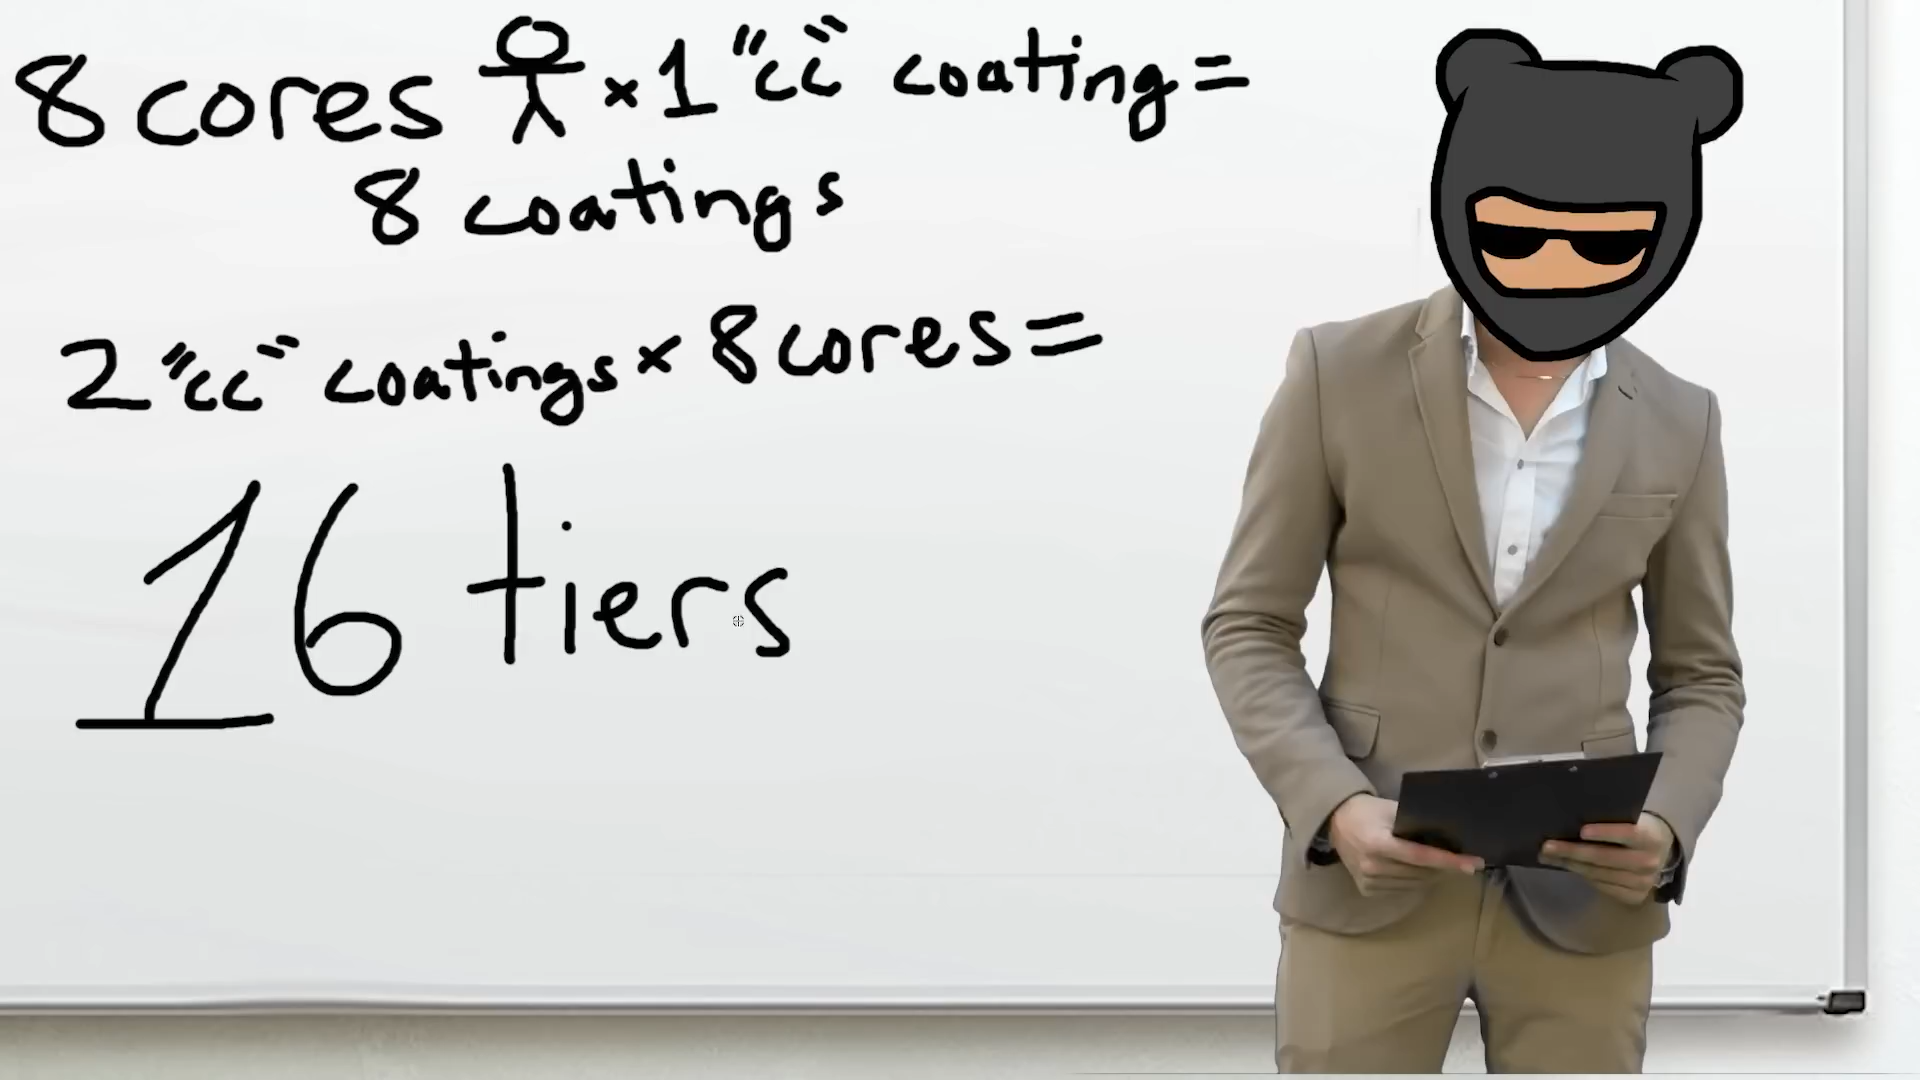 8 cores × 1 "cc" coating =
8 coatings
2 "cc" coatings × 8 cores =
16 tiers